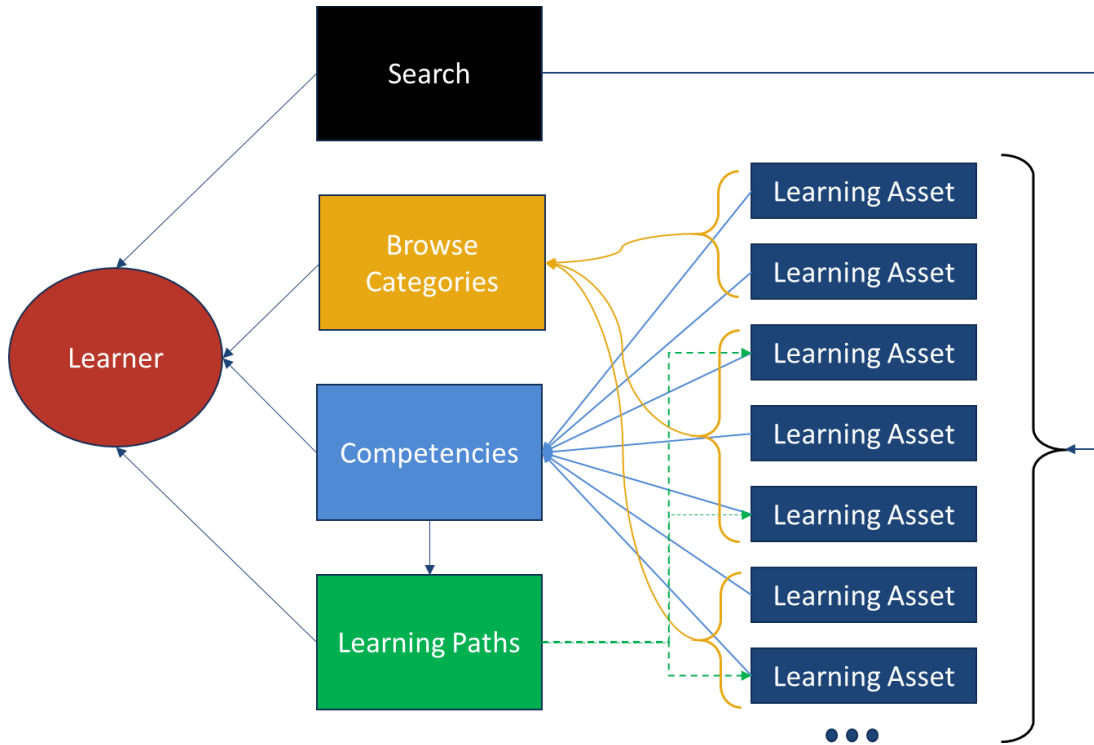 Search
Browse
Categories
Learner
Competencies
Learning Paths
Learning Asset
Learning Asset
Learning Asset
Learning Asset
Learning Asset
Learning Asset
Learning Asset